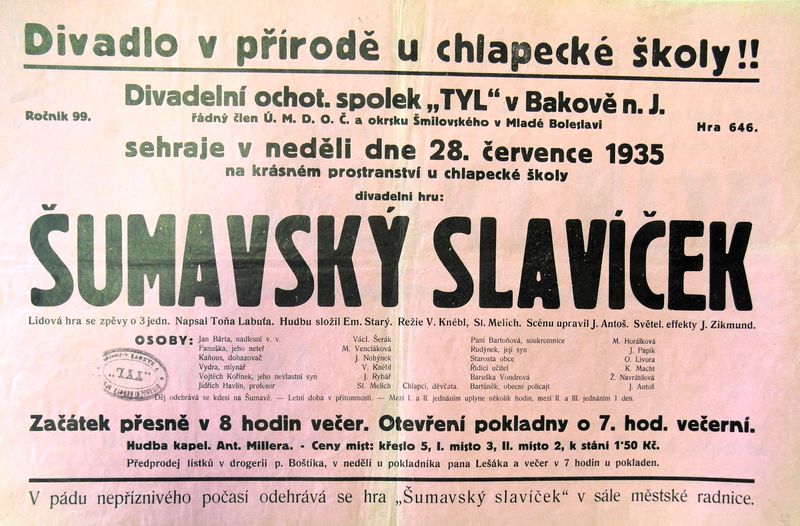 Divadlo v přírodě u chlapecké školy!!
Divadelní ochot. spolek „TYL“ v Bakově n. J.
Ročník 99.
řádný člen Ú. M. D. O. Č. a okrsku Šmilovského v Mladé Boleslavi
Hra 646.
sehraje v neděli dne 28. července 1935
na krásném prostranství u chlapecké školy
divadelní hru:
ŠUMAVSKÝ SLAVÍČEK
Lidová hra se zpěvy o 3 jedn. Napsal Toňa Labuťa. Hudbu složil Em. Starý. Režie V. Knébl, Sl. Melich. Scénu upravil J. Antoš. Světel. effekty J. Zikmund.
OSOBY: Jan Bárta, nadlesní v. v. Václ. Šerák Paní Bartoňová, soukromnice M. Horálková
Fanuška, jeho neteř M. Vencláková Rudýnek, její syn J. Papík
Kaňous, dohazovač J. Nohýnek Starosta obce O. Livora
Vydra, mlynář V. Knébl Řídící učitel K. Macht
Vojtěch Kořínek, jeho nevlastní syn J. Rybář Baruška Vondrová Ž. Navrátilová
Jidřich Havlin, profesor Sl. Melich Chlapci, děvčata. Bartůněk, obecní policajt J. Antoš
Děj odehrává se kdesi na Šumavě. — Letní doba v přítomnosti. — Mezi I. a II. jednáním uplyne několik hodin, mezi II. a III. jednáním 1 den.
„TYL“
Začátek přesně v 8 hodin večer. Otevření pokladny o 7. hod. večerní.
Hudba kapel. Ant. Millera. - Ceny míst: křeslo 5, I. místo 3, II. místo 2, k stání 1'50 Kč.
Předprodej lístků v drogerii p. Boštíka, v neděli u pokladníka pana Lešáka a večer v 7 hodin u pokladen.
V pádu nepříznivého počasí odehrává se hra „Šumavský slavíček“ v sále městské radnice.